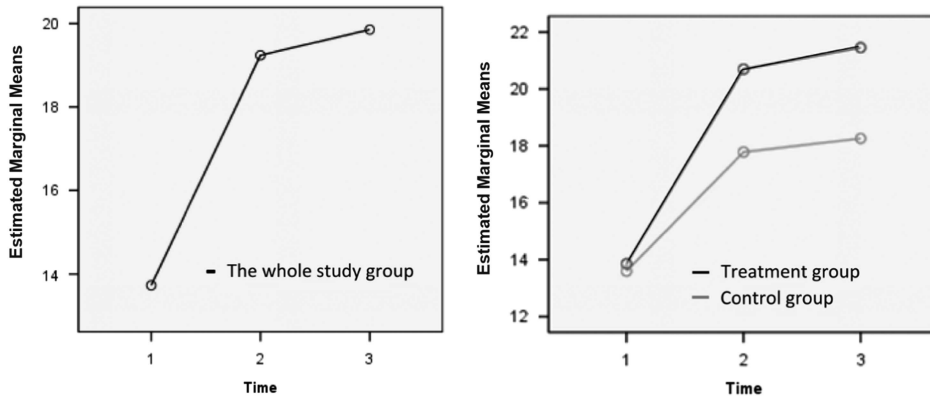 Estimated Marginal Means
20
18
16
14
The whole study group
1 2 3
Time
Estimated Marginal Means
22
20
18
16
14
12
Treatment group
Control group
1 2 3
Time